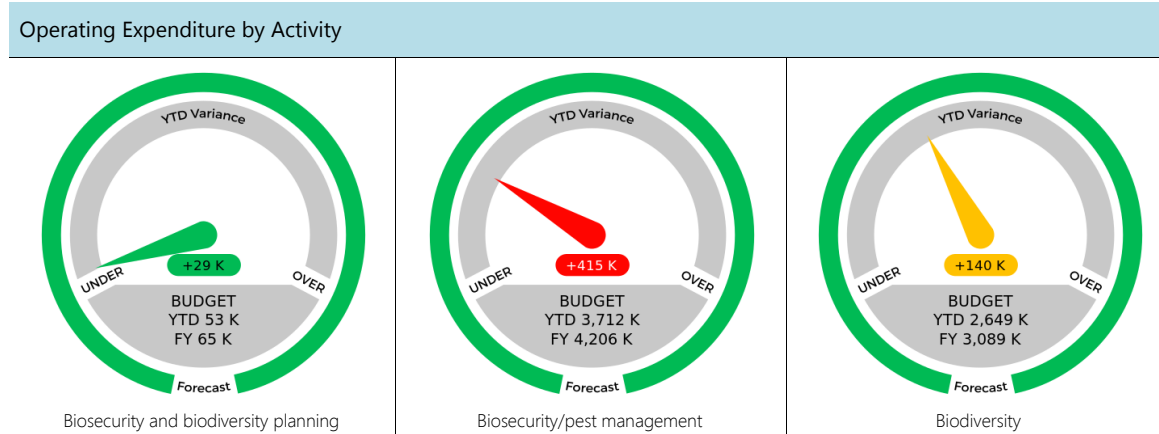 Operating Expenditure by Activity
YTD Variance
+29 K
UNDER
OVER
BUDGET
YTD 53 K
FY 65 K
Forecast
Biosecurity and biodiversity planning
YTD Variance
+415 K
UNDER
OVER
BUDGET
YTD 3,712 K
FY 4,206 K
Forecast
Biosecurity/pest management
YTD Variance
+140 K
UNDER
OVER
BUDGET
YTD 2,649 K
FY 3,089 K
Forecast
Biodiversity